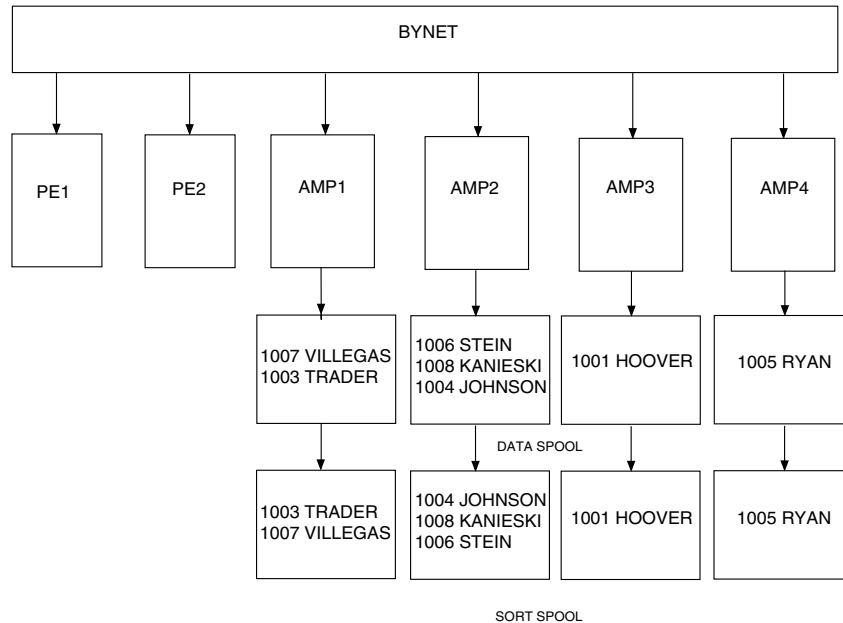 BYNET
PE1
PE2
AMP1
AMP2
AMP3
AMP4
1007 VILLEGAS
1003 TRADER
1006 STEIN
1008 KANIESKI
1004 JOHNSON
1001 HOOVER
1005 RYAN
DATA SPOOL
1003 TRADER
1007 VILLEGAS
1004 JOHNSON
1008 KANIESKI
1006 STEIN
1001 HOOVER
1005 RYAN
SORT SPOOL